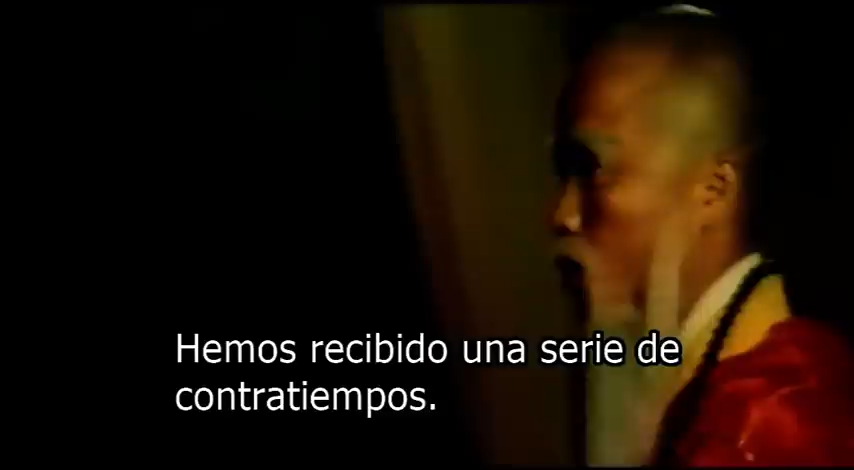 Hemos recibido una serie de
contratiempos.